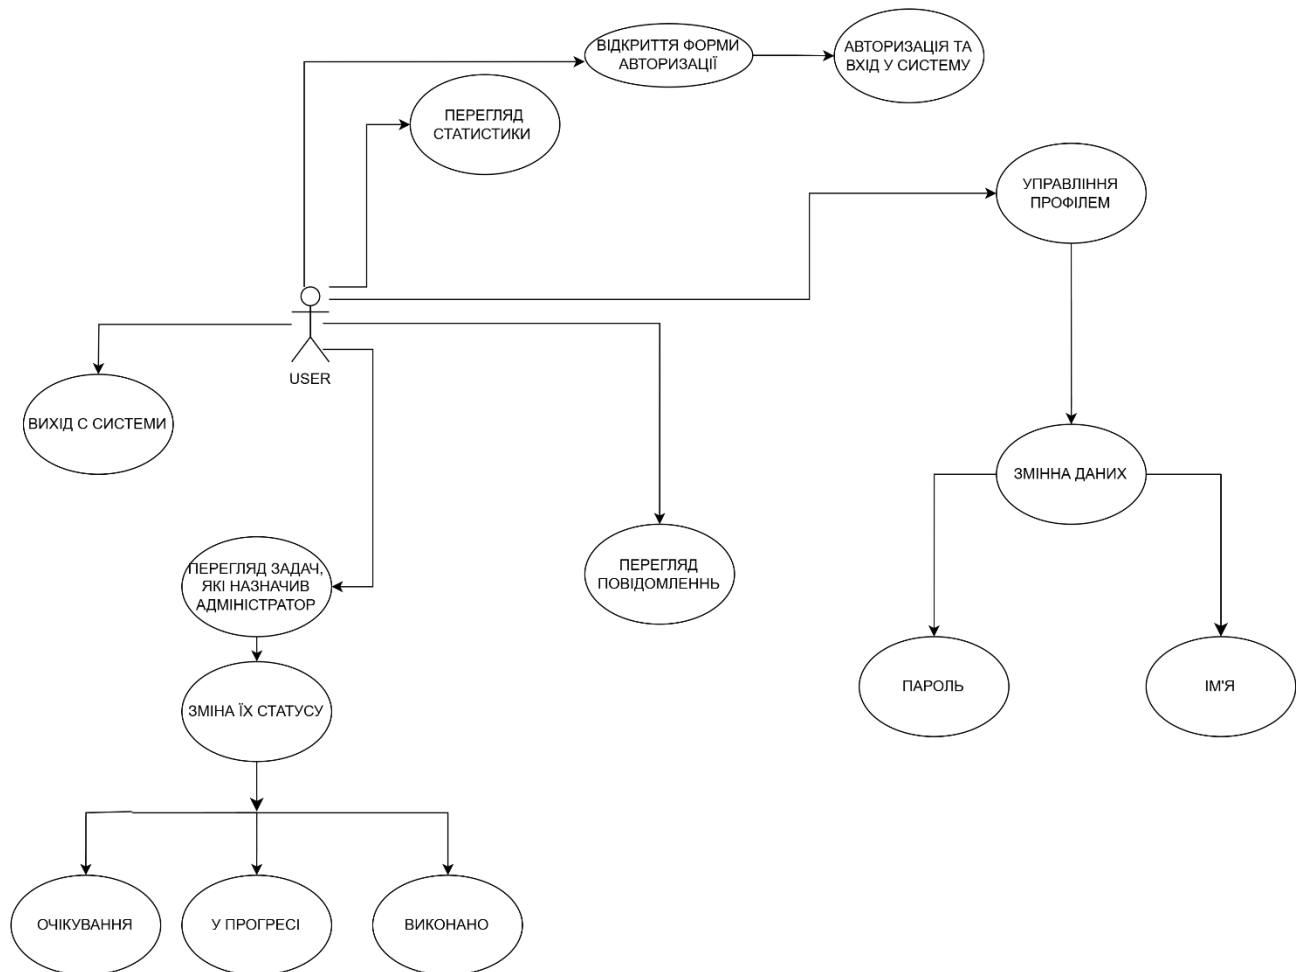 ВІДКРИТТЯ ФОРМИ
АВТОРИЗАЦІЇ
АВТОРИЗАЦІЯ ТА
ВХІД У СИСТЕМУ
ПЕРЕГЛЯД
СТАТИСТИКИ
УПРАВЛІННЯ
ПРОФІЛЕМ
USER
ВИХІД С СИСТЕМИ
ЗМІННА ДАНИХ
ПЕРЕГЛЯД ЗАДАЧ,
ЯКІ НАЗНАЧИВ
АДМІНІСТРАТОР
ПЕРЕГЛЯД
ПОВІДОМЛЕННЬ
ПАРОЛЬ
ІМ'Я
ЗМІНА ЇХ СТАТУСУ
ОЧІКУВАННЯ
У ПРОГРЕСІ
ВИКОНАНО